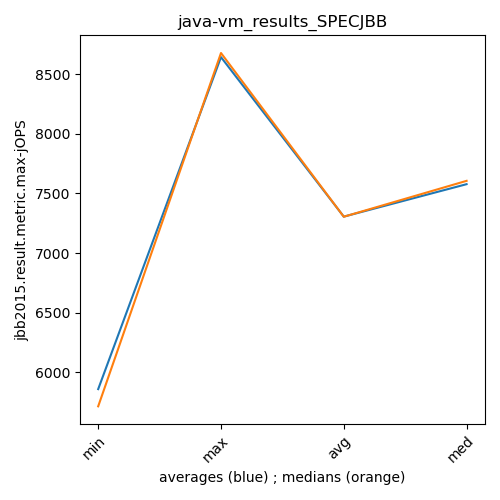 java-vm_results_SPECJBB
jbb2015.result.metric.max-jOPS
8500
8000
7500
7000
6500
6000
min
max
avg
med
averages (blue) ; medians (orange)